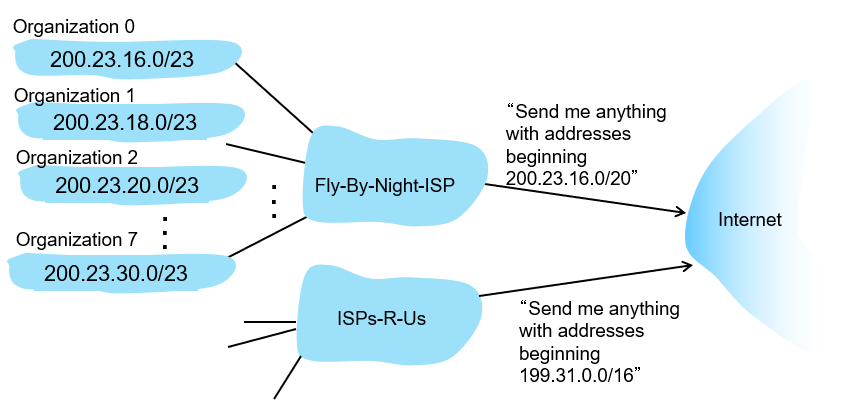 Organization 0
200.23.16.0/23
Organization 1
200.23.18.0/23
Organization 2
200.23.20.0/23
Organization 7
200.23.30.0/23
Fly-By-Night-ISP
“Send me anything
with addresses
beginning
200.23.16.0/20”
Internet
ISPs-R-Us
“Send me anything
with addresses
beginning
199.31.0.0/16”